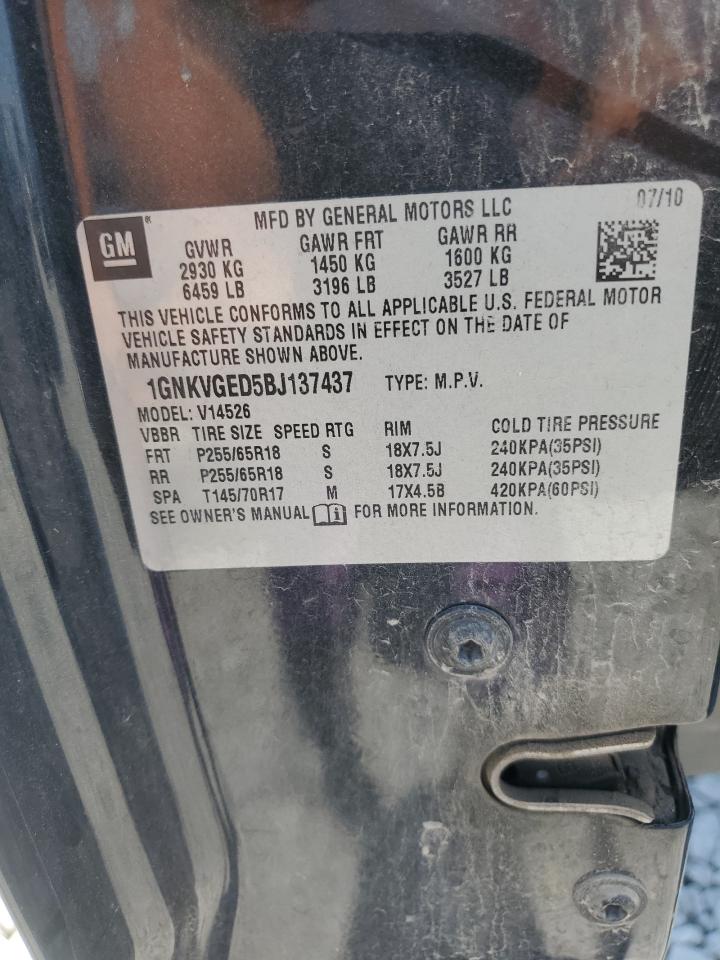 07/10
GM®
MFD BY GENERAL MOTORS LLC
GVWR GAWR FRT GAWR RR
2930 KG 1450 KG 1600 KG
6459 LB 3196 LB 3527 LB
THIS VEHICLE CONFORMS TO ALL APPLICABLE U.S. FEDERAL MOTOR
VEHICLE SAFETY STANDARDS IN EFFECT ON THE DATE OF
MANUFACTURE SHOWN ABOVE.
1GNKVGED5BJ137437 TYPE: M.P.V.
MODEL: V14526
VBBR TIRE SIZE SPEED RTG RIM COLD TIRE PRESSURE
FRT P255/65R18 S 18X7.5J 240KPA(35PSI)
RR P255/65R18 S 18X7.5J 240KPA(35PSI)
SPA T145/70R17 M 17X4.5B 420KPA(60PSI)
SEE OWNER'S MANUAL i FOR MORE INFORMATION.